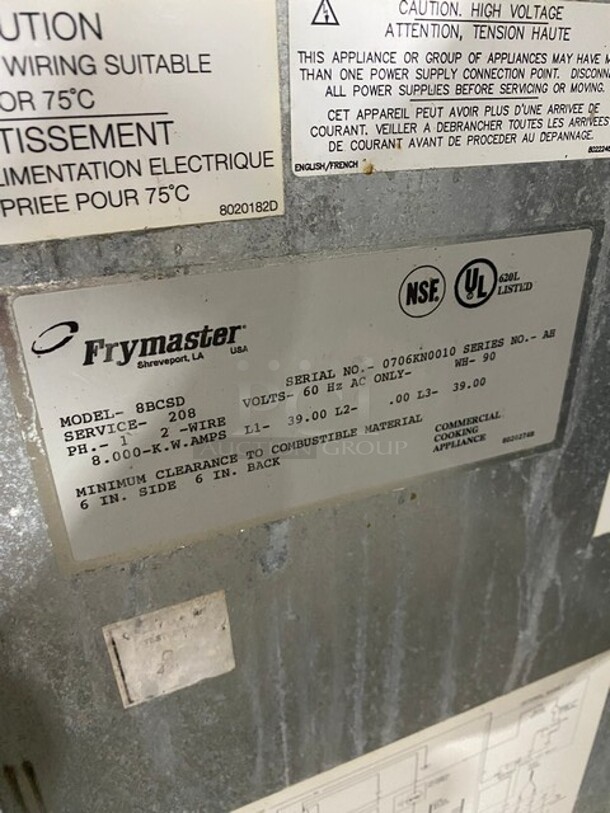 UTION
WIRING SUITABLE
OR 75°C
TISSEMENT
LIMENTATION ELECTRIQUE
PRIEE POUR 75°C
8020182D
CAUTION. HIGH VOLTAGE
ATTENTION, TENSION HAUTE
THIS APPLIANCE OR GROUP OF APPLIANCES MAY HAVE M
THAN ONE POWER SUPPLY CONNECTION POINT. DISCONN
ALL POWER SUPPLIES BEFORE SERVICING OR MOVING.
CET APPAREIL PEUT AVOIR PLUS D'UNE ARRIVEE DE
COURANT. VEILLER A DEBRANCHER TOUTES LES ARRIVEES
DE COURANT AVANT DE PROCEDER AU DEPANNAGE.
ENGLISH/FRENCH
NSF.
UL 620L
LISTED
Frymaster
Shreveport, LA USA
SERIAL NO.- 0706KN0010 SERIES NO.- AH
MODEL- 8BCSD
SERVICE- 208 VOLTS- 60 Hz AC ONLY- WH- 90
PH.- 1 2 -WIRE
8.000-K.W.AMPS L1- 39.00 L2- .00 L3- 39.00
MINIMUM CLEARANCE TO COMBUSTIBLE MATERIAL
6 IN. SIDE 6 IN. BACK
COMMERCIAL
COOKING
APPLIANCE
8020274B
AUCTION GROUP